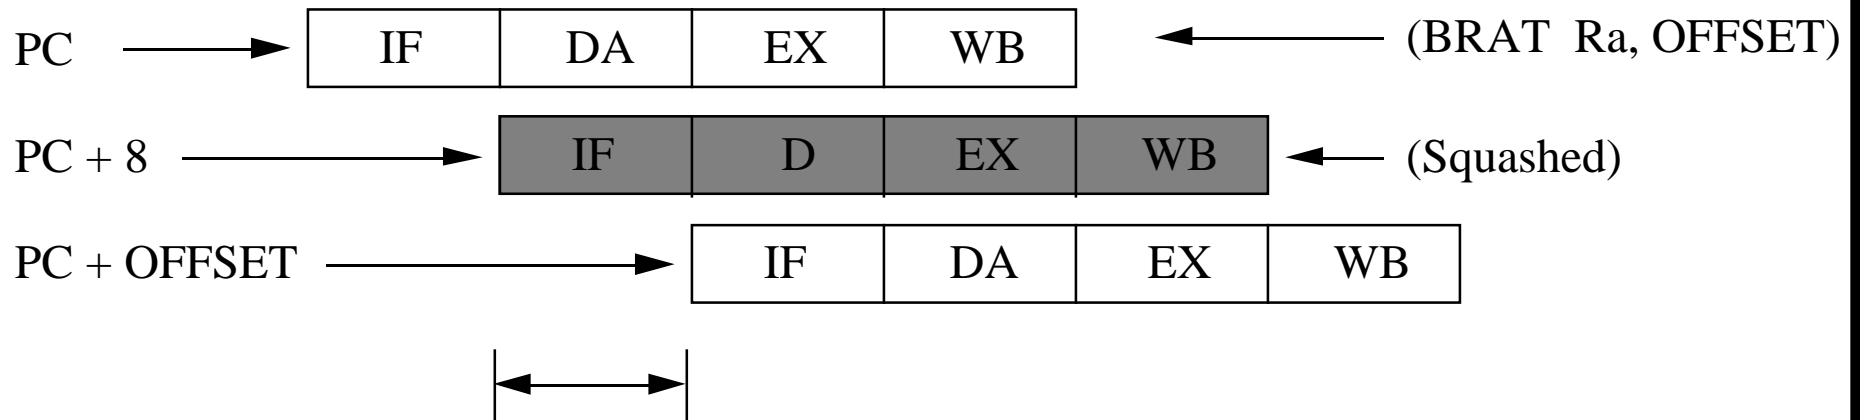 PC IF DA EX WB (BRAT Ra, OFFSET)
PC + 8 IF D EX WB (Squashed)
PC + OFFSET IF DA EX WB